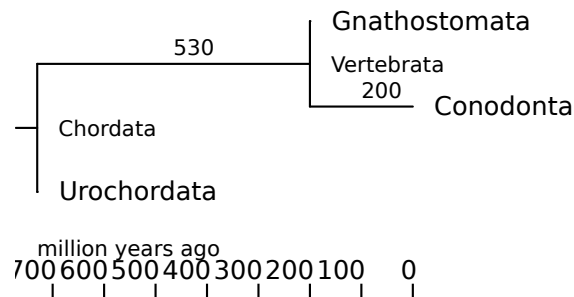 Gnathostomata
530
Vertebrata
200
Conodonta
Chordata
Urochordata
million years ago
700 600 500 400 300 200 100 0